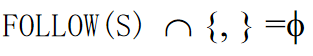 FOLLOW(S) ∩ {, } =ϕ